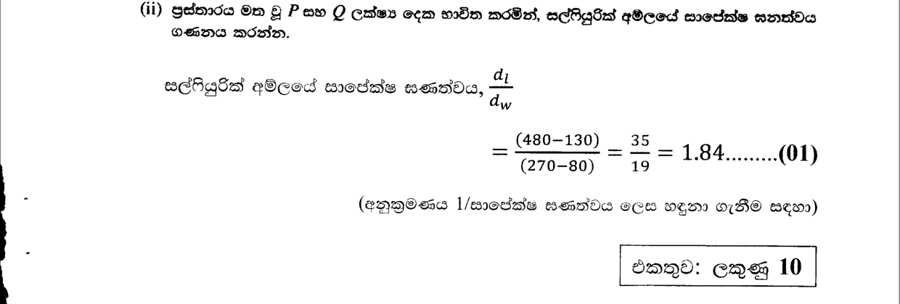 (ii) ප්‍රස්තාරය මත වූ P සහ Q ලක්ෂ්‍ය දෙක භාවිත කරමින්, සල්ෆියුරික් අම්ලයේ සාපේක්ෂ ඝනත්වය
ගණනය කරන්න.
සල්ෆියුරික් අම්ලයේ සාපේක්ෂ ඝණත්වය, d_l/d_w
= (480−130)/(270−80) = 35/19 = 1.84.........(01)
(අනුක්‍රමණය 1/සාපේක්ෂ ඝණත්වය ලෙස හඳුනා ගැනීම සඳහා)
එකතුව: ලකුණු 10